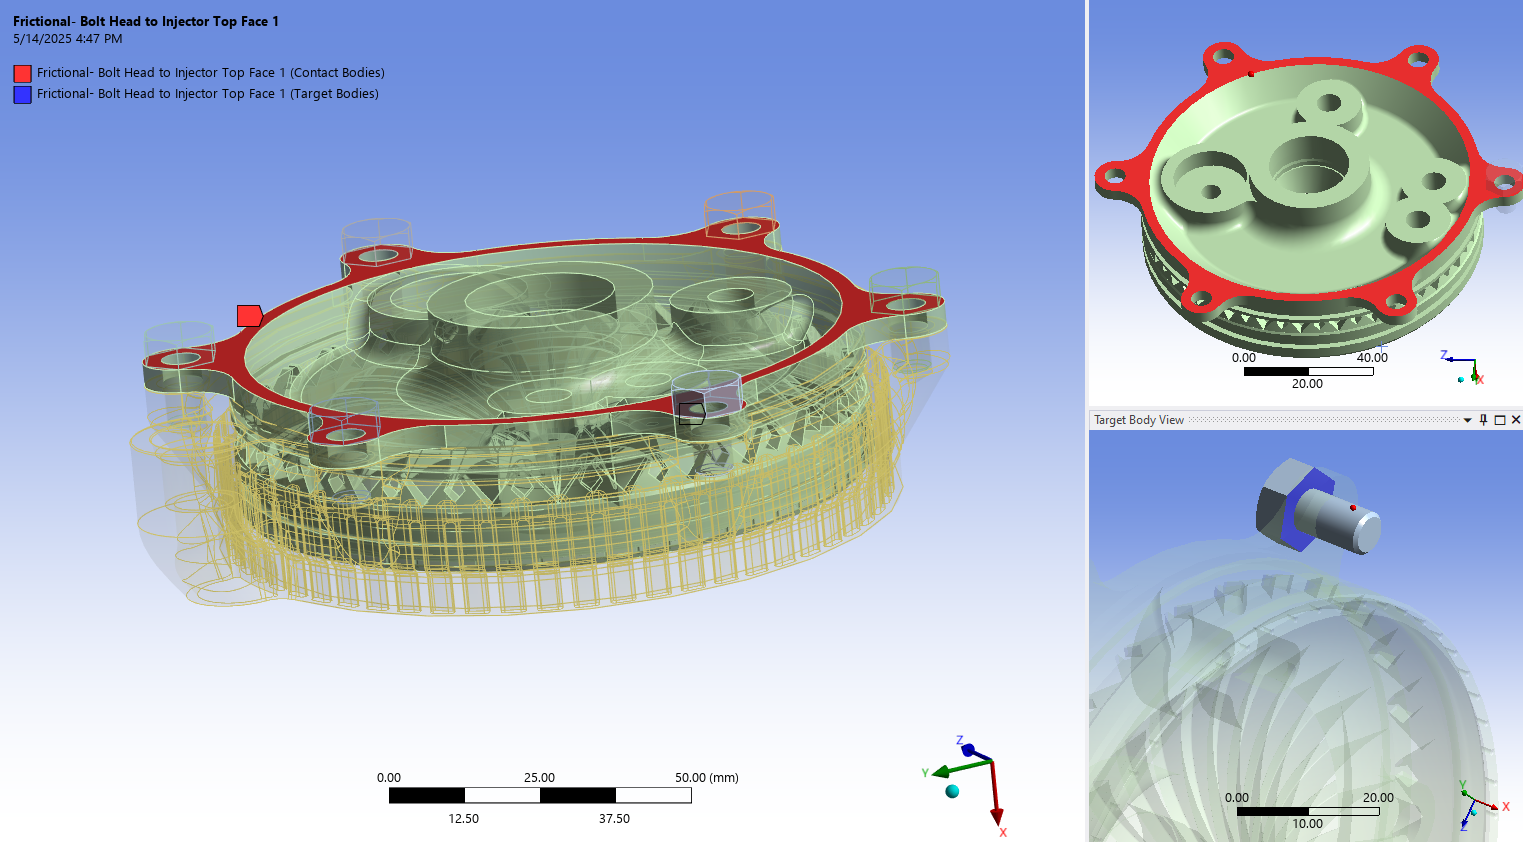 Frictional- Bolt Head to Injector Top Face 1
5/14/2025 4:47 PM
Frictional- Bolt Head to Injector Top Face 1 (Contact Bodies)
Frictional- Bolt Head to Injector Top Face 1 (Target Bodies)
0.00 25.00 50.00 (mm)
12.50 37.50
Z
Y
X
0.00 40.00
20.00
Z
X
Target Body View
0.00 20.00
10.00
Y
X
Z